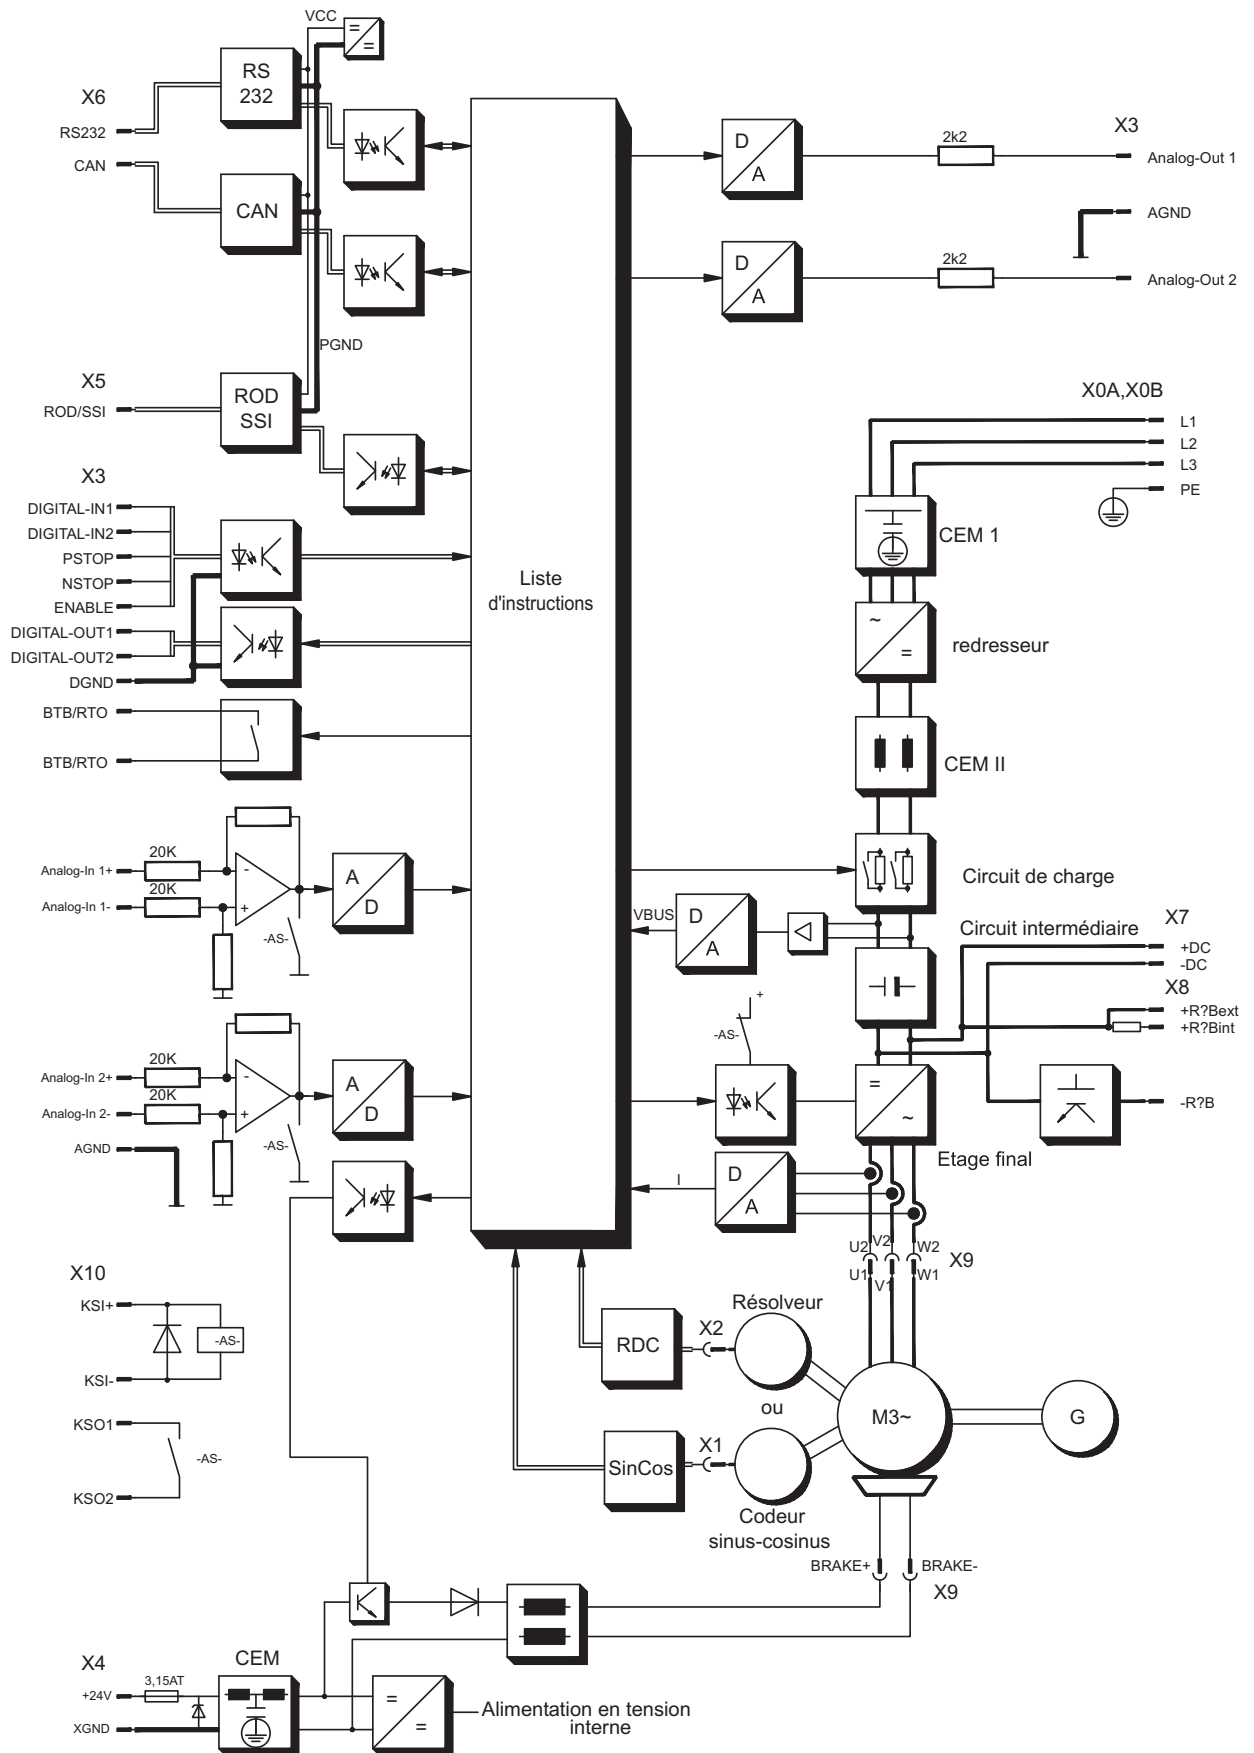 VCC
RS
232
X6
RS232
CAN
CAN
PGND
X5
ROD/SSI
ROD
SSI
X3
DIGITAL-IN1
DIGITAL-IN2
PSTOP
NSTOP
ENABLE
DIGITAL-OUT1
DIGITAL-OUT2
DGND
BTB/RTO
BTB/RTO
20K
Analog-In 1+
20K
Analog-In 1-
-
+
-AS-
A
D
20K
Analog-In 2+
20K
Analog-In 2-
AGND
-
+
-AS-
A
D
Liste
d'instructions
D
A
2k2
X3
Analog-Out 1
AGND
D
A
2k2
Analog-Out 2
X0A,X0B
L1
L2
L3
PE
CEM 1
~
=
redresseur
CEM II
Circuit de charge
VBUS
D
A
Circuit intermédiaire
X7
+DC
-DC
X8
+R?Bext
+R?Bint
-R?B
+
-AS-
=
~
Etage final
I
D
A
U2
V2
W2
X9
U1
V1
W1
X10
KSI+
-AS-
KSI-
KSO1
-AS-
KSO2
Résolveur
RDC
X2
ou
M3~
G
SinCos
X1
Codeur
sinus-cosinus
BRAKE+
BRAKE-
X9
CEM
X4
3,15AT
+24V
XGND
=
=
Alimentation en tension
interne
=
=